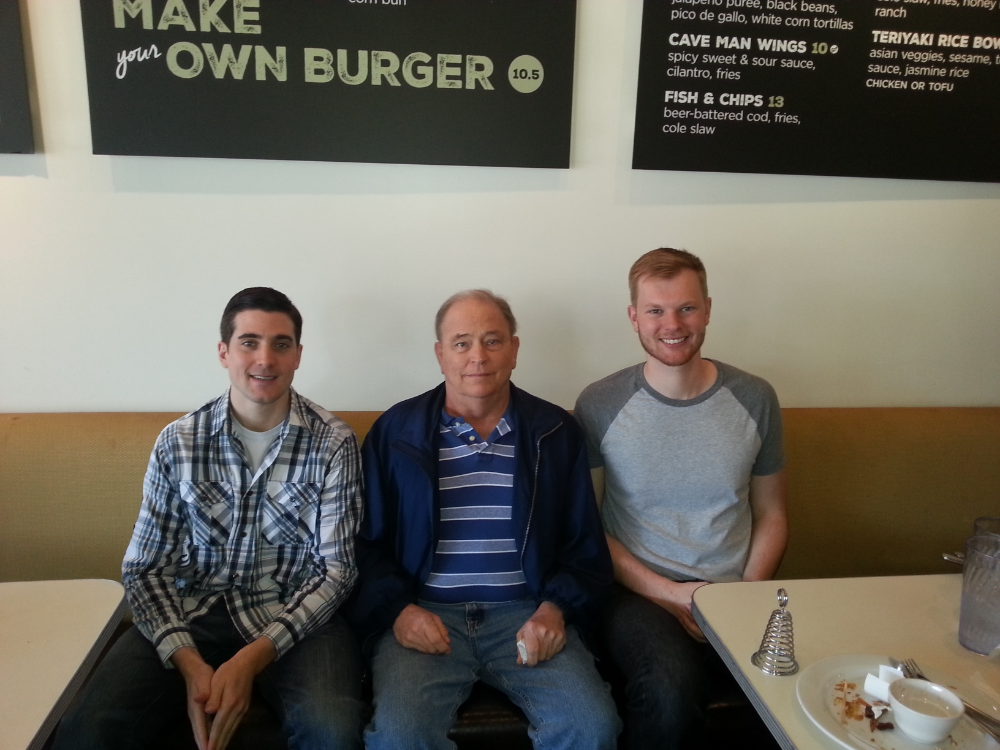 corn bun
MAKE
your OWN BURGER 10.5
jalapeño purée, black beans,
pico de gallo, white corn tortillas
CAVE MAN WINGS 10 gf
spicy sweet & sour sauce,
cilantro, fries
FISH & CHIPS 13
beer-battered cod, fries,
cole slaw
cole slaw, fries, honey
ranch
TERIYAKI RICE BOW
asian veggies, sesame, t
sauce, jasmine rice
CHICKEN OR TOFU